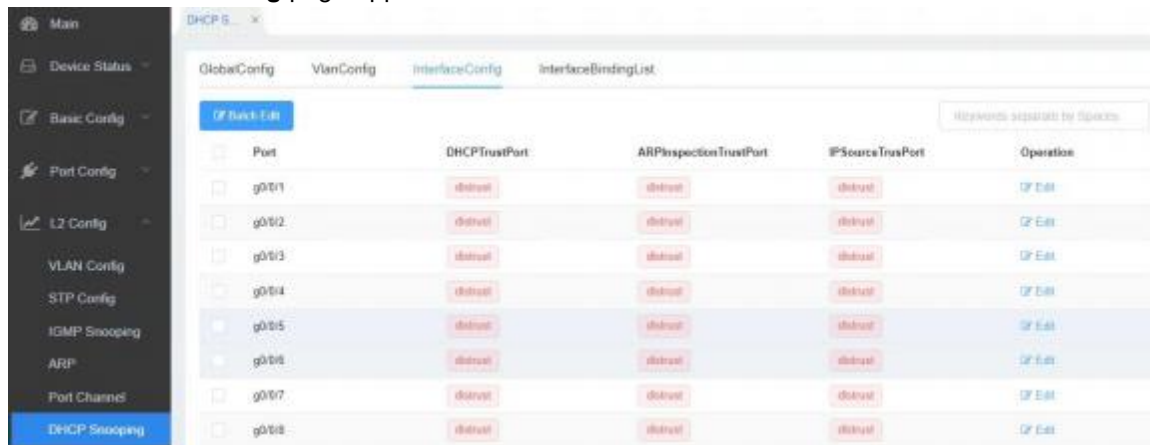 Main
DHCP S... ×
Device Status
GlobalConfig VlanConfig InterfaceConfig InterfaceBindingList
Basic Config
Batch Edit
Keywords separate by Spaces
Port DHCPTrustPort ARPInspectionTrustPort IPSourceTrusPort Operation
Port Config
g0/0/1 distrust distrust distrust Edit
L2 Config
g0/0/2 distrust distrust distrust Edit
VLAN Config
g0/0/3 distrust distrust distrust Edit
STP Config
g0/0/4 distrust distrust distrust Edit
IGMP Snooping
g0/0/5 distrust distrust distrust Edit
ARP
g0/0/6 distrust distrust distrust Edit
Port Channel
g0/0/7 distrust distrust distrust Edit
DHCP Snooping
g0/0/8 distrust distrust distrust Edit